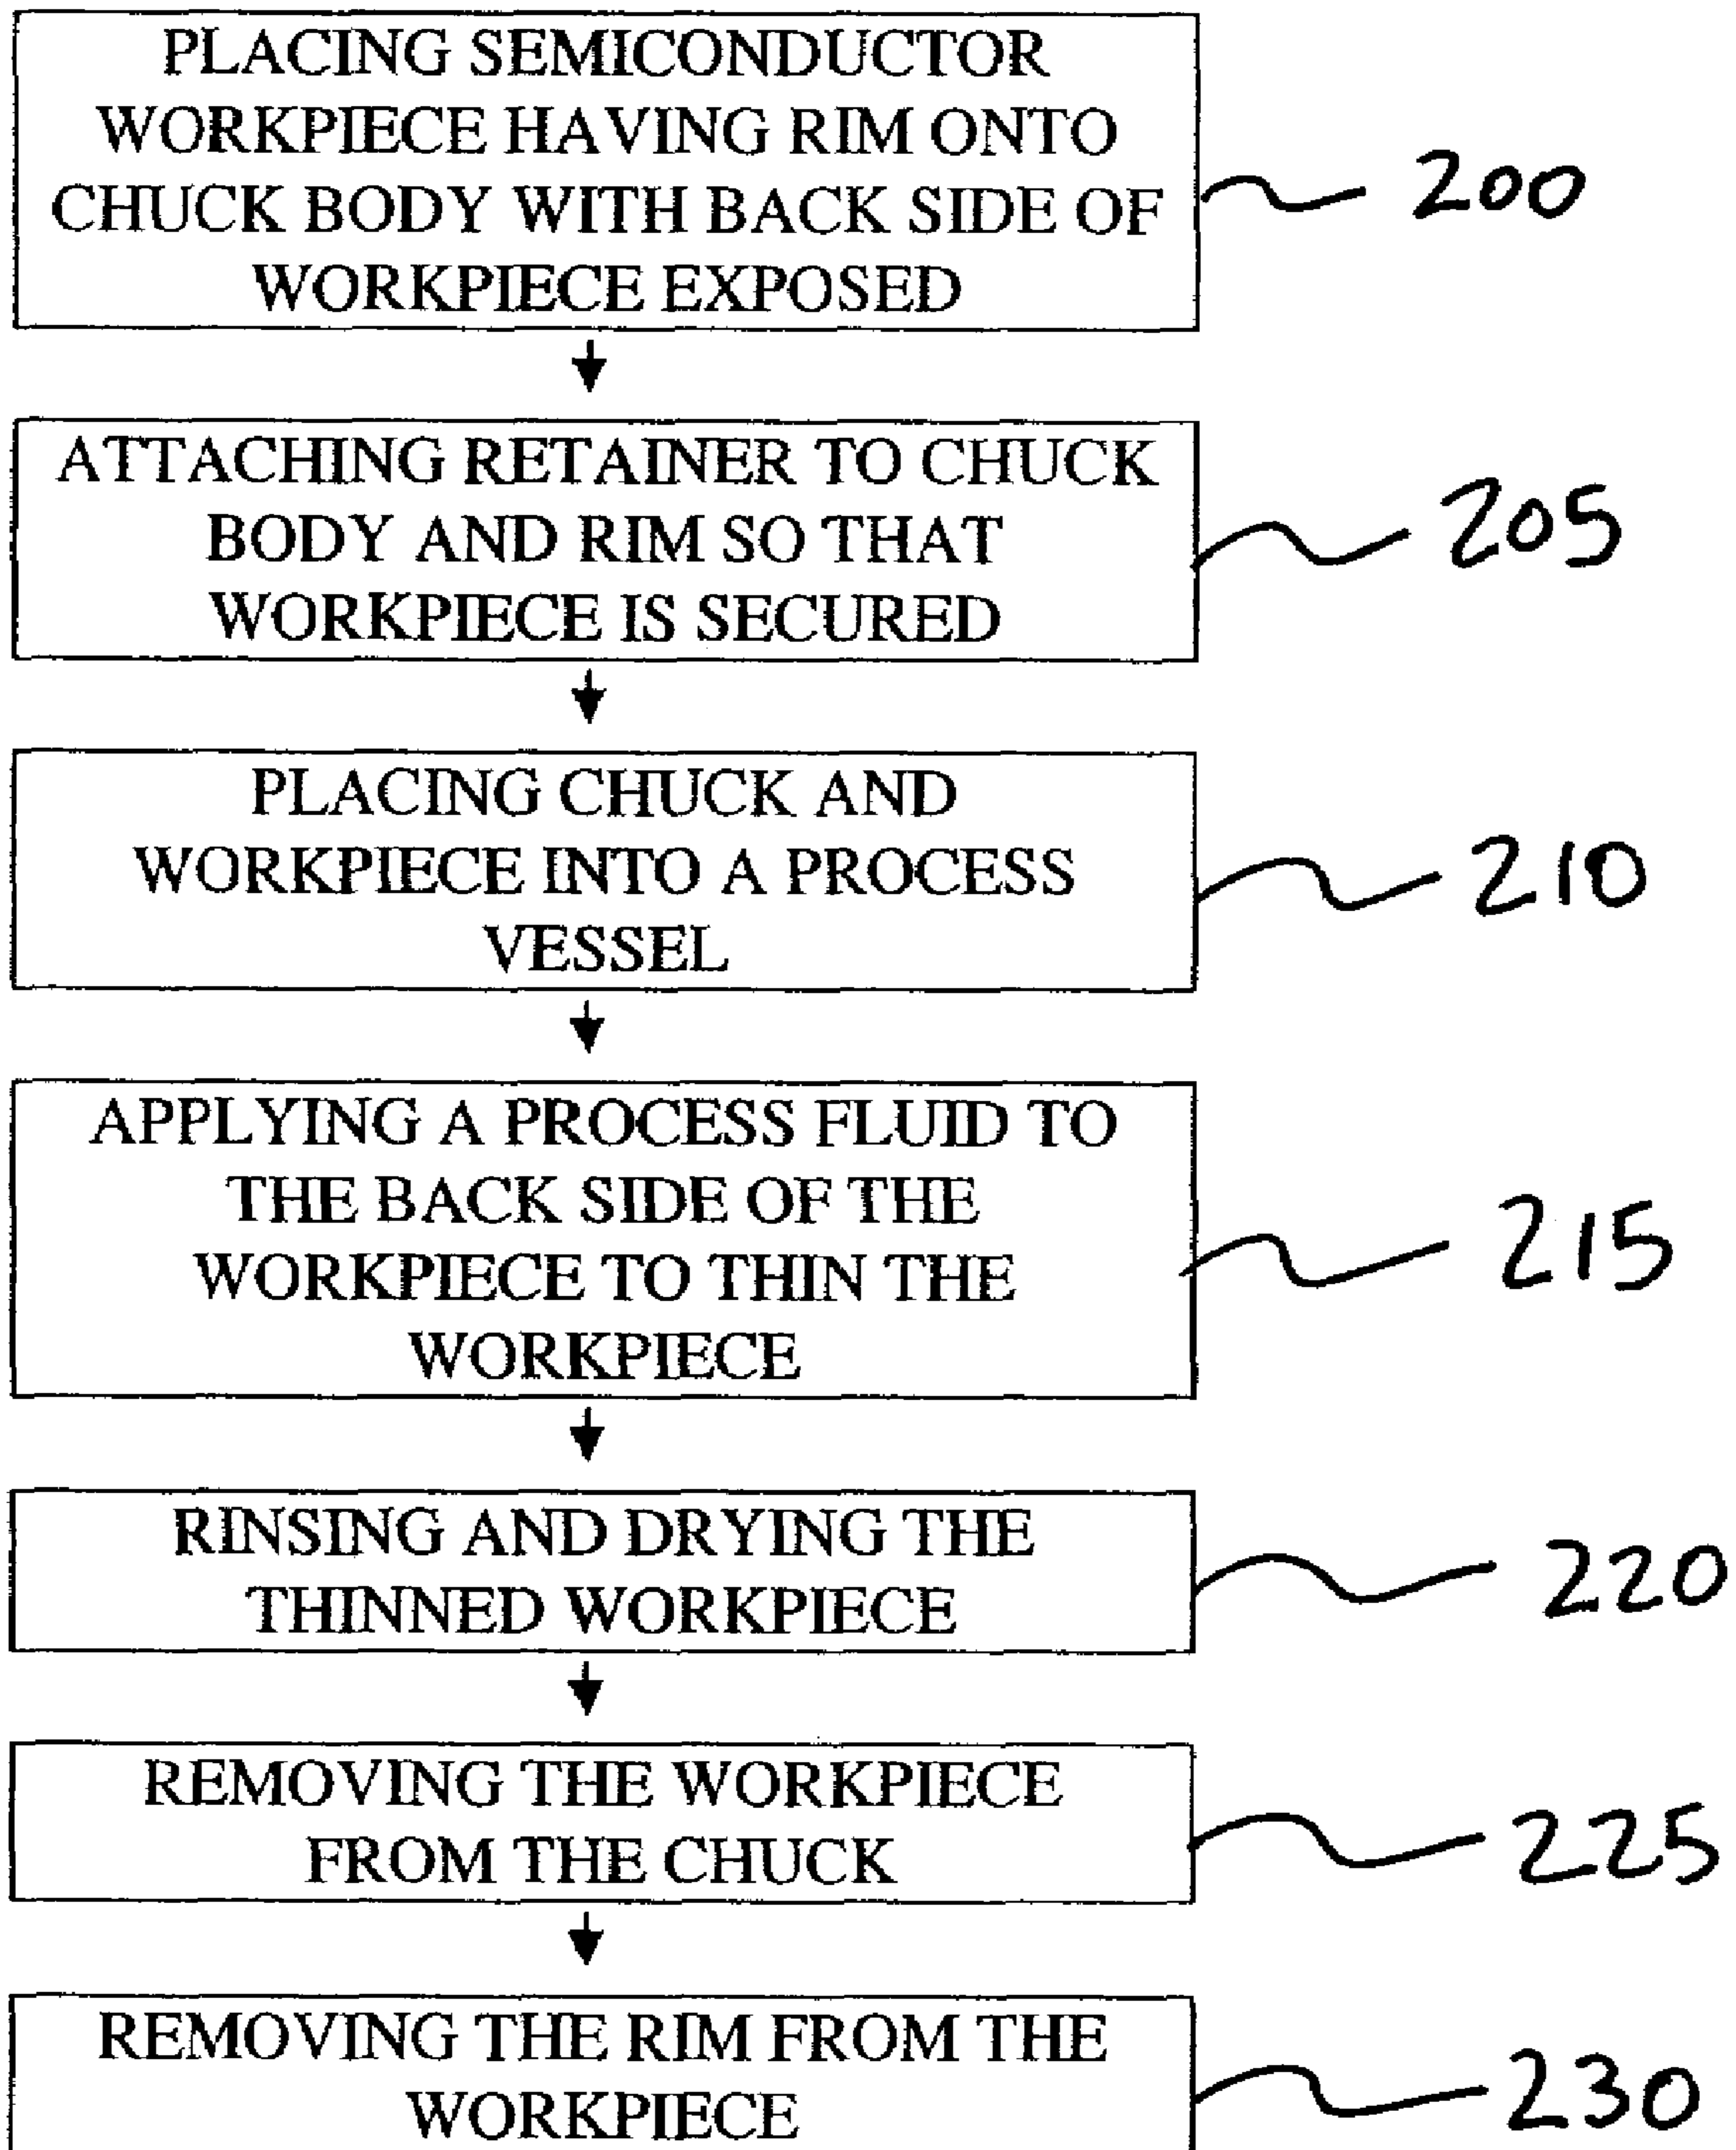 PLACING SEMICONDUCTOR
WORKPIECE HAVING RIM ONTO
CHUCK BODY WITH BACK SIDE OF
WORKPIECE EXPOSED
200
ATTACHING RETAINER TO CHUCK
BODY AND RIM SO THAT
WORKPIECE IS SECURED
205
PLACING CHUCK AND
WORKPIECE INTO A PROCESS
VESSEL
210
APPLYING A PROCESS FLUID TO
THE BACK SIDE OF THE
WORKPIECE TO THIN THE
WORKPIECE
215
RINSING AND DRYING THE
THINNED WORKPIECE
220
REMOVING THE WORKPIECE
FROM THE CHUCK
225
REMOVING THE RIM FROM THE
WORKPIECE
230